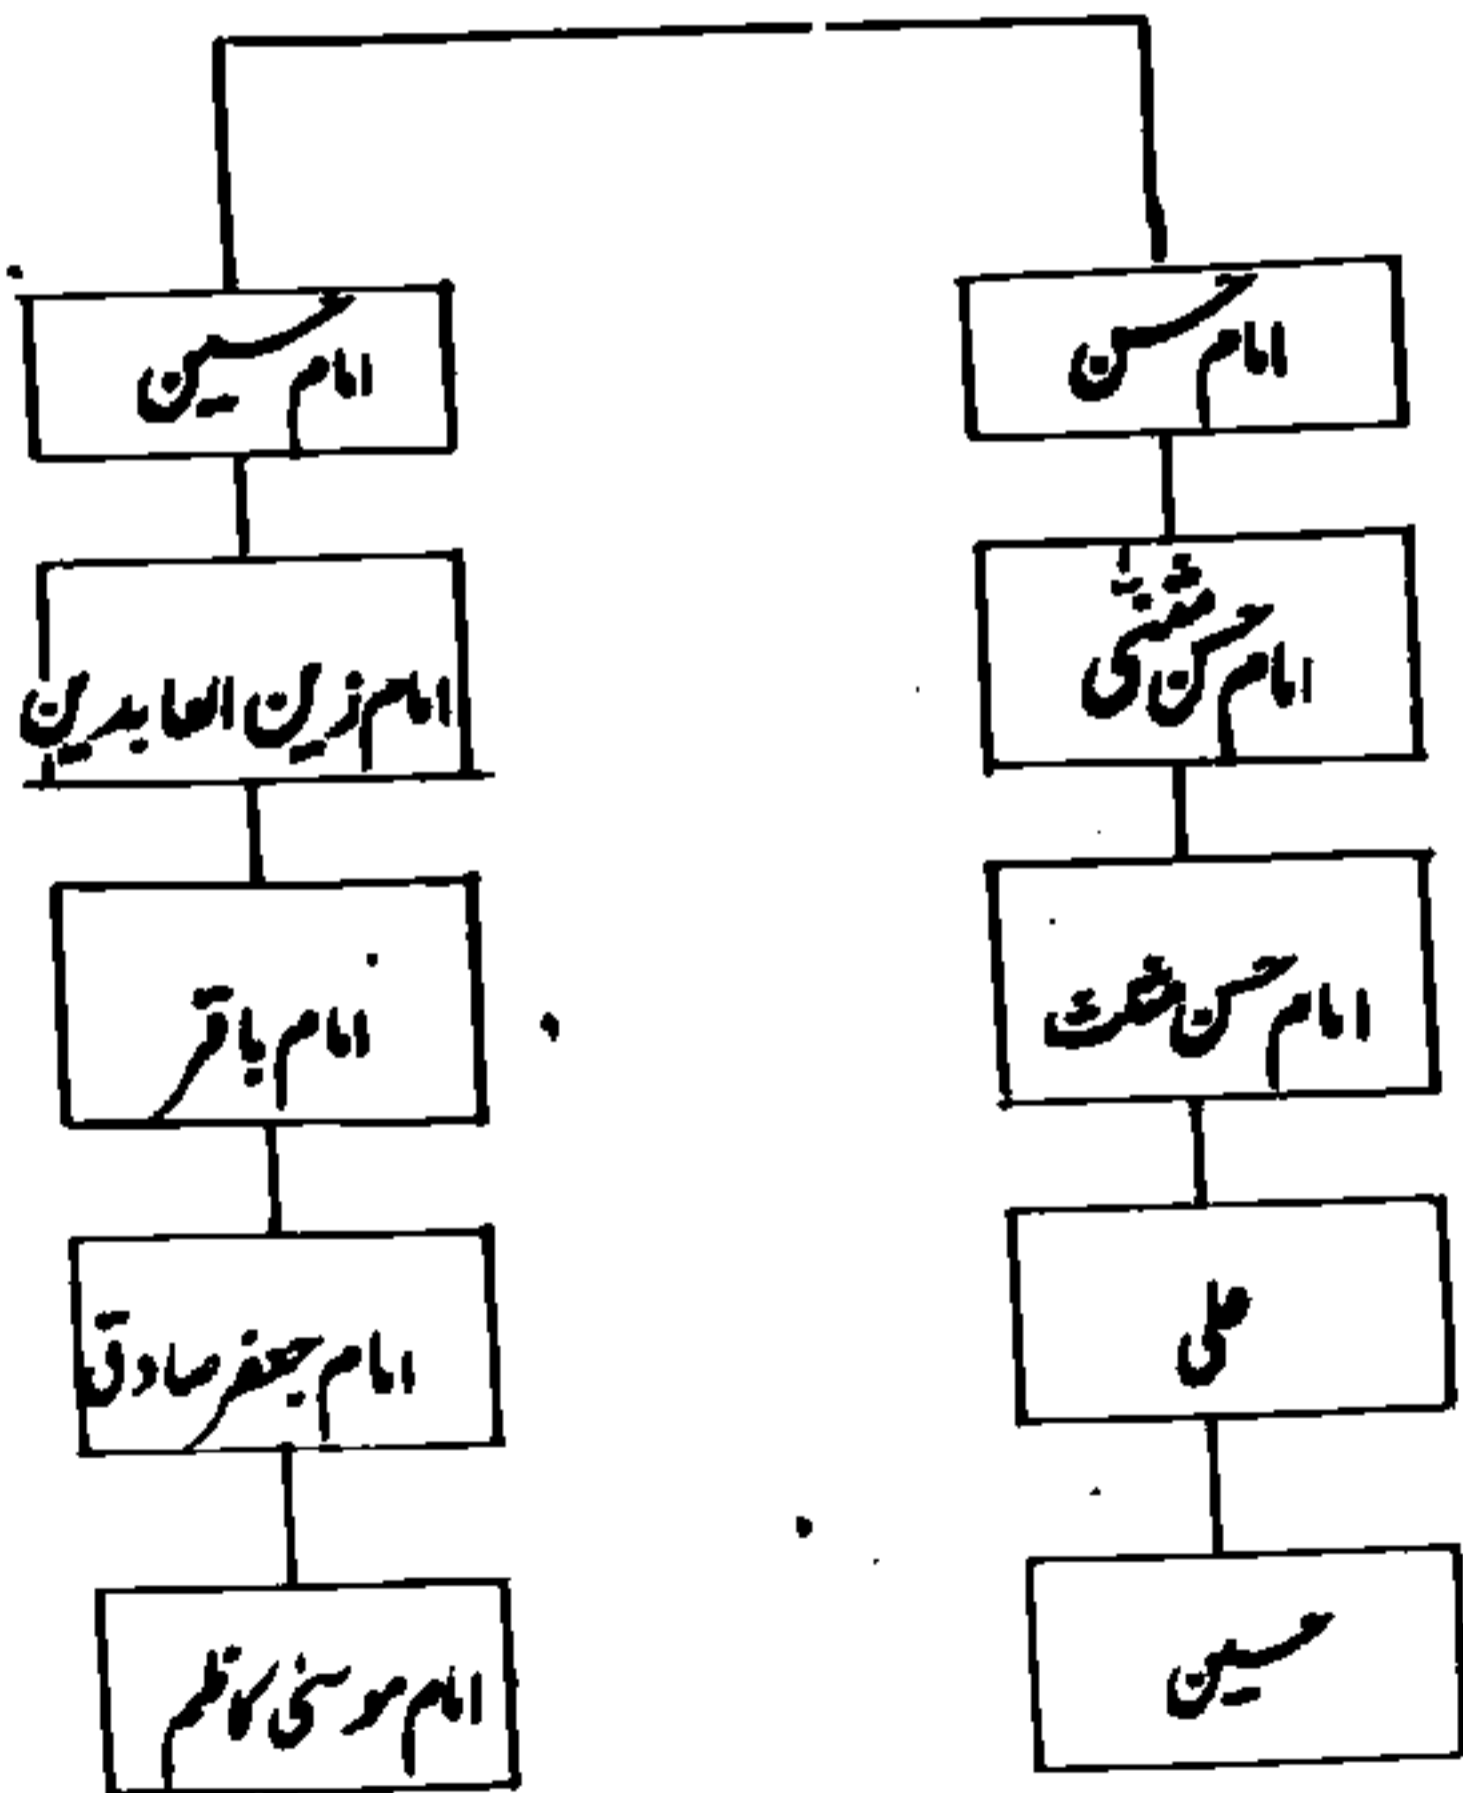 امام حسن
امام حسن مثنیٰ
امام حسن مثلث
علی
حسین
امام حسین
امام زین العابدین
امام باقر
امام جعفر صادق
امام موسیٰ کاظم